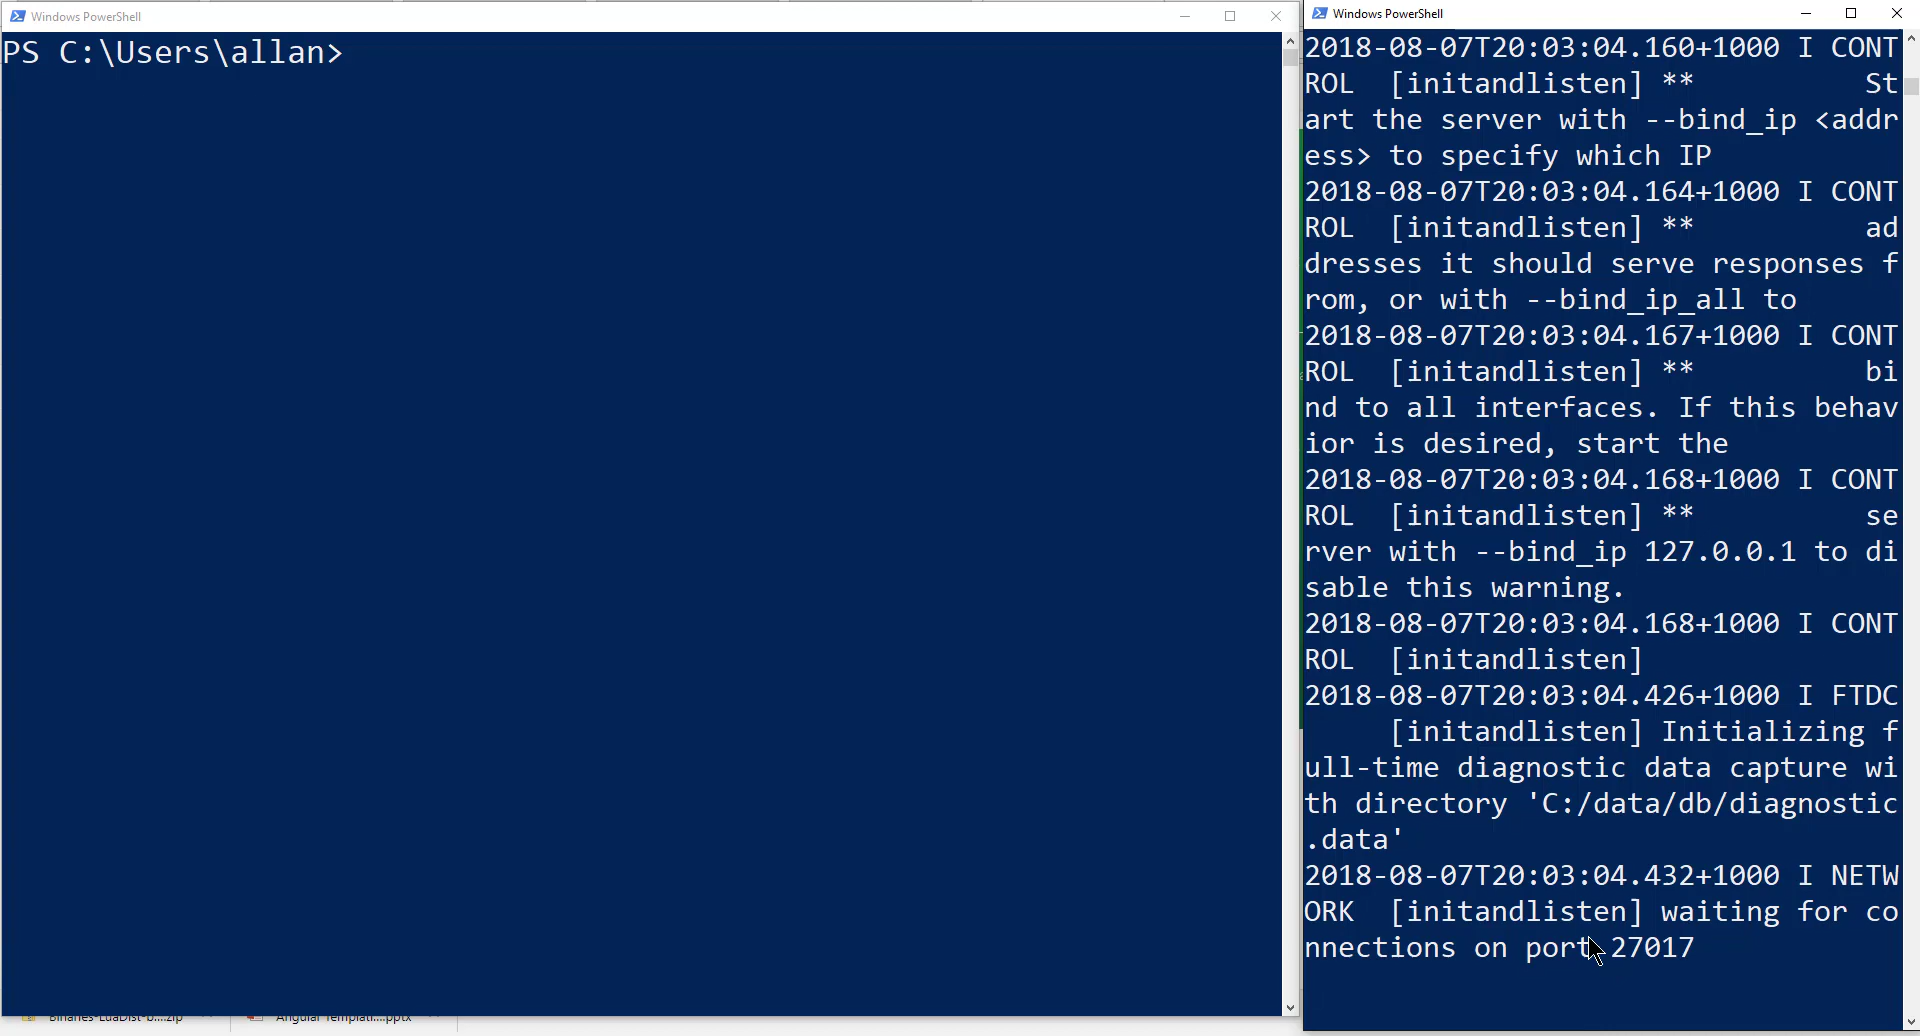 Windows PowerShell
PS C:\Users\allan>
Windows PowerShell
2018-08-07T20:03:04.160+1000 I CONT
ROL  [initandlisten] **          St
art the server with --bind_ip <addr
ess> to specify which IP
2018-08-07T20:03:04.164+1000 I CONT
ROL  [initandlisten] **          ad
dresses it should serve responses f
rom, or with --bind_ip_all to
2018-08-07T20:03:04.167+1000 I CONT
ROL  [initandlisten] **          bi
nd to all interfaces. If this behav
ior is desired, start the
2018-08-07T20:03:04.168+1000 I CONT
ROL  [initandlisten] **          se
rver with --bind_ip 127.0.0.1 to di
sable this warning.
2018-08-07T20:03:04.168+1000 I CONT
ROL  [initandlisten]
2018-08-07T20:03:04.426+1000 I FTDC
     [initandlisten] Initializing f
ull-time diagnostic data capture wi
th directory 'C:/data/db/diagnostic
.data'
2018-08-07T20:03:04.432+1000 I NETW
ORK  [initandlisten] waiting for co
nnections on port 27017
Binaries-LuaDist-b....zip
Angular Templati....pptx